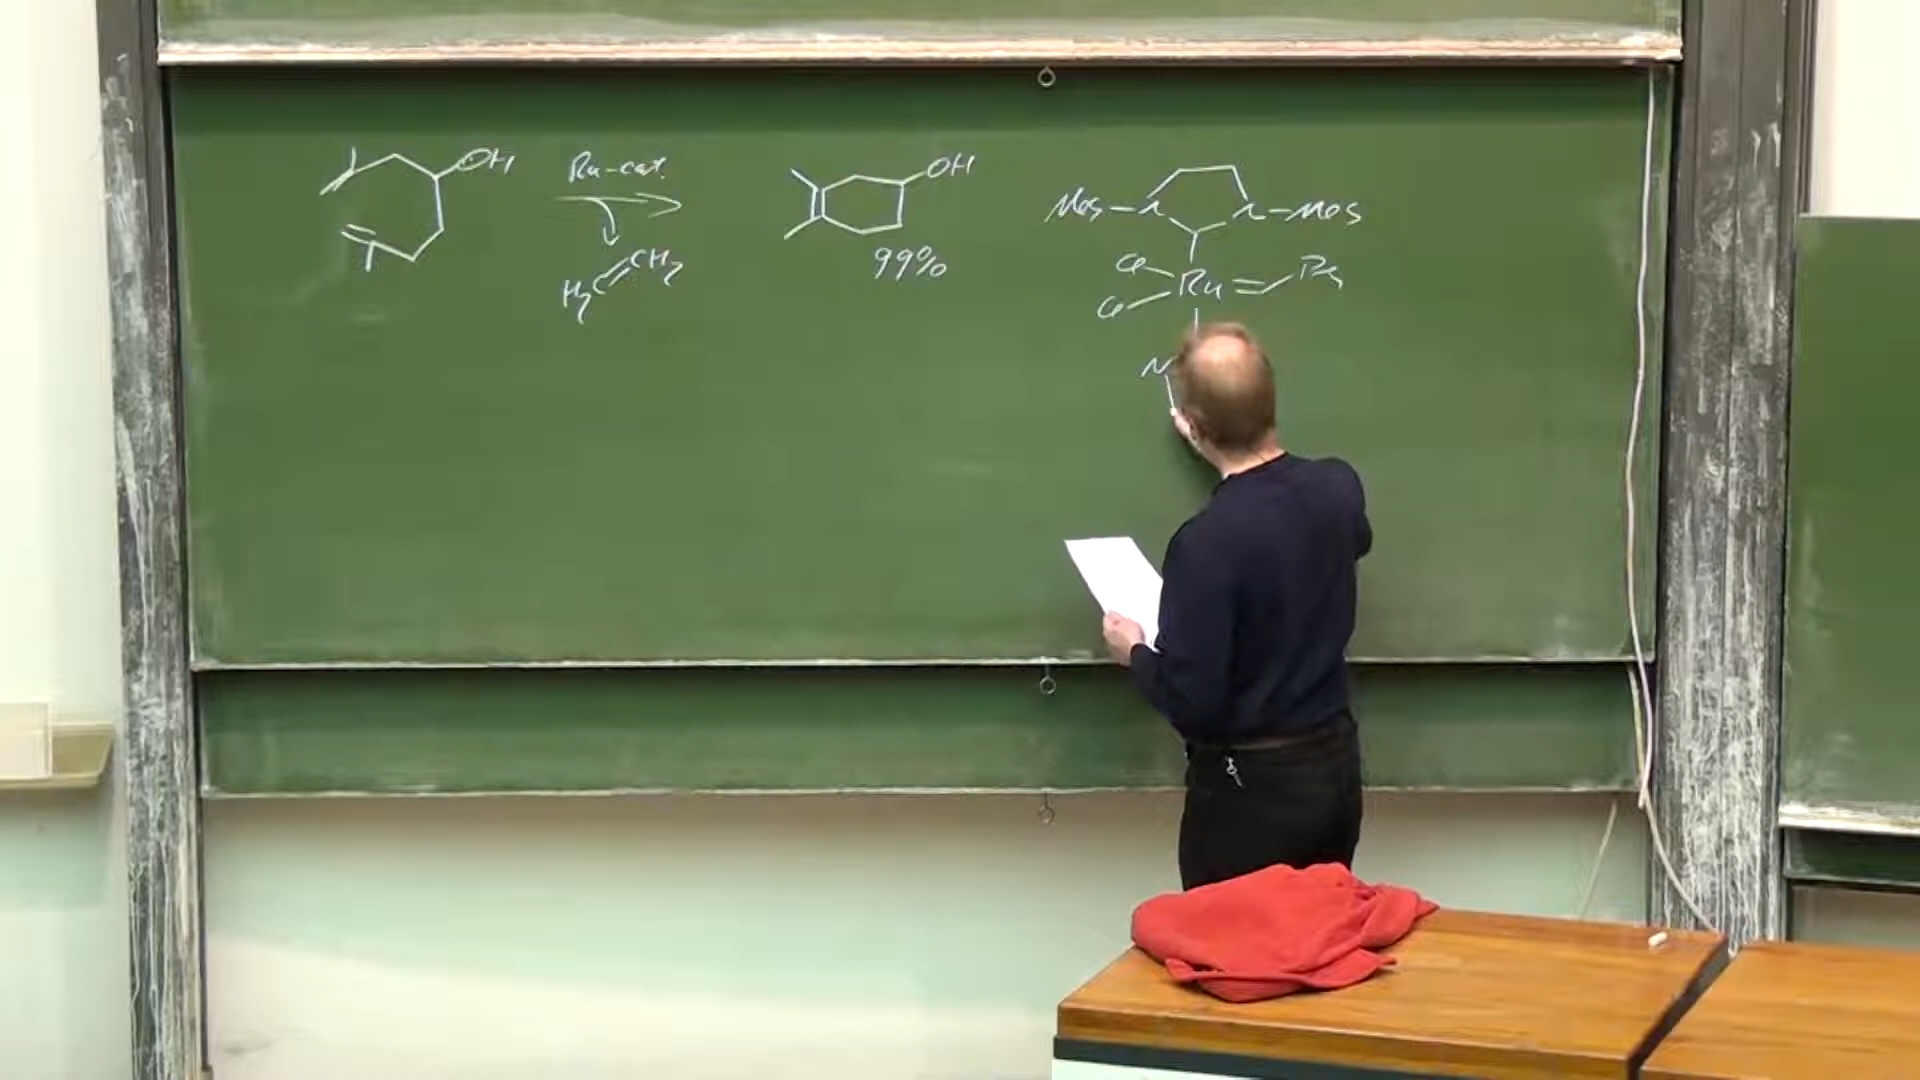 OH
Ru-cat.
H₂C=CH₂
OH
99%
Mes-N N-Mes
Cl
Ru
Ph
Cl
N